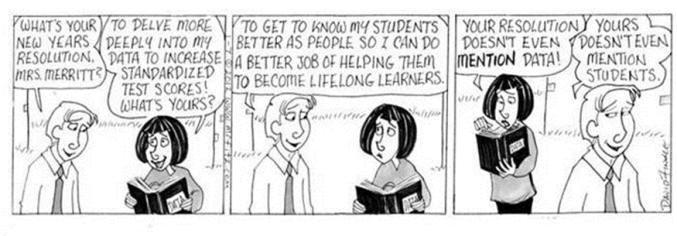 WHAT'S YOUR
NEW YEARS
RESOLUTION,
MRS. MERRITT?
TO DELVE MORE
DEEPLY INTO MY
DATA TO INCREASE
STANDARDIZED
TEST SCORES!
WHAT'S YOURS?
DATA
TO GET TO KNOW MY STUDENTS
BETTER AS PEOPLE SO I CAN DO
A BETTER JOB OF HELPING THEM
TO BECOME LIFELONG LEARNERS.
DATA
YOUR RESOLUTION
DOESN'T EVEN
MENTION DATA!
YOURS
DOESN'T EVEN
MENTION
STUDENTS.
DATA
DAVID FINKLE